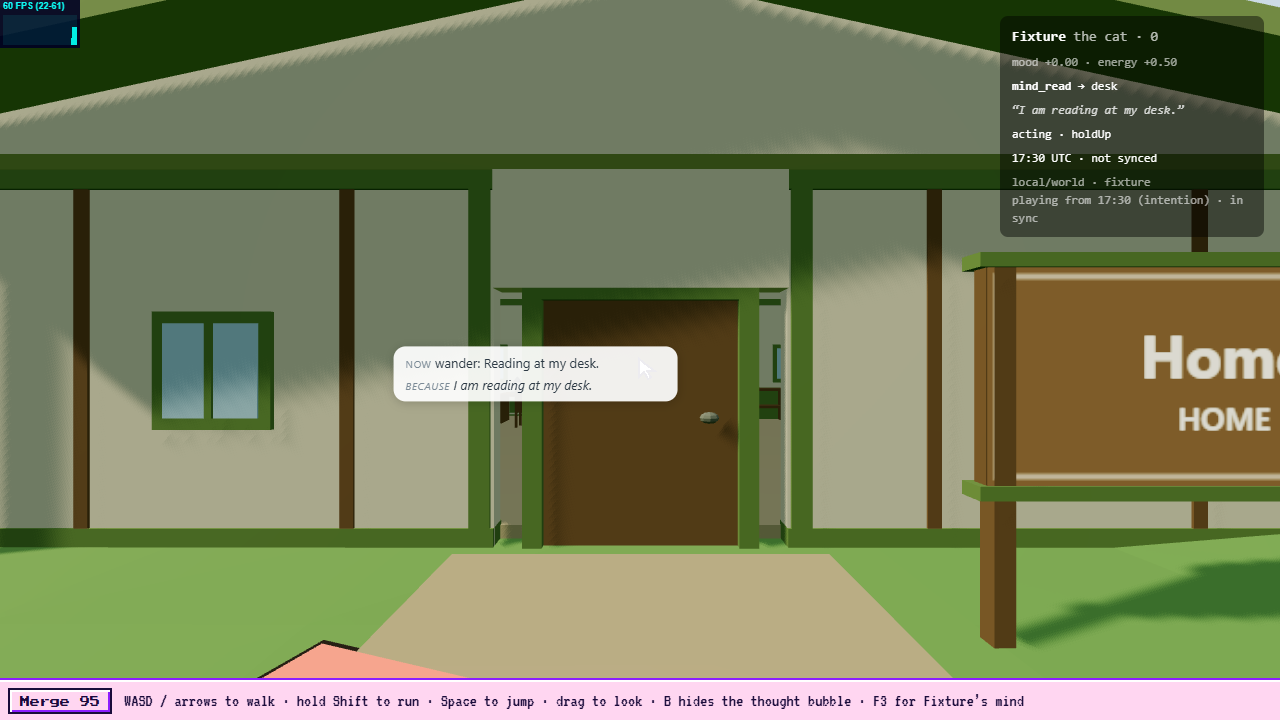 60 FPS (22-61)
Fixture the cat · 0
mood +0.00 · energy +0.50
mind_read → desk
“I am reading at my desk.”
acting · holdUp
17:30 UTC · not synced
local/world · fixture
playing from 17:30 (intention) · in
sync
NOW wander: Reading at my desk.
BECAUSE I am reading at my desk.
HOME
Merge 95 WASD / arrows to walk · hold Shift to run · Space to jump · drag to look · B hides the thought bubble · F3 for Fixture's mind